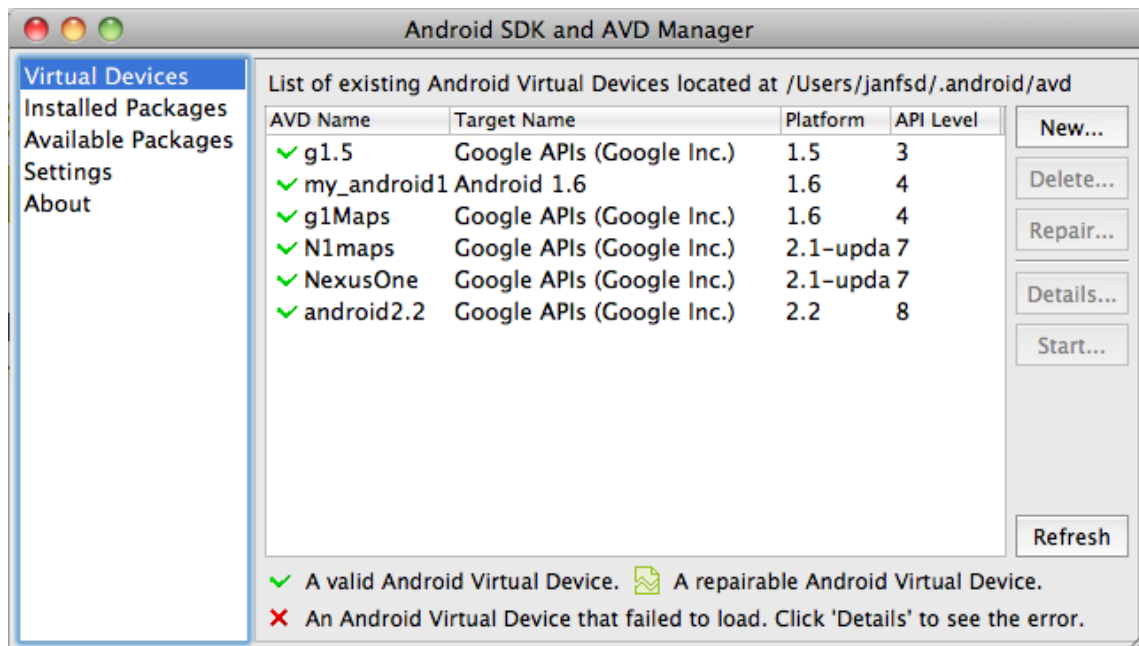 Android SDK and AVD Manager
Virtual Devices
Installed Packages
Available Packages
Settings
About
List of existing Android Virtual Devices located at /Users/janfsd/.android/avd
AVD Name Target Name Platform API Level
g1.5 Google APIs (Google Inc.) 1.5 3
my_android1 Android 1.6 1.6 4
g1Maps Google APIs (Google Inc.) 1.6 4
N1maps Google APIs (Google Inc.) 2.1-upda 7
NexusOne Google APIs (Google Inc.) 2.1-upda 7
android2.2 Google APIs (Google Inc.) 2.2 8
New...
Delete...
Repair...
Details...
Start...
Refresh
A valid Android Virtual Device. A repairable Android Virtual Device.
An Android Virtual Device that failed to load. Click 'Details' to see the error.